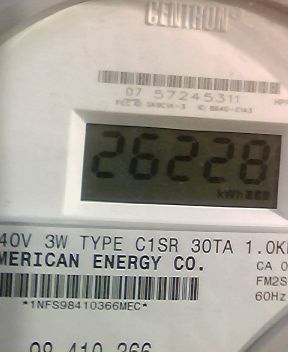 CENTRON®
07 57245311
26228
kWh
40V 3W TYPE C1SR 30TA 1.0K
MERICAN ENERGY CO.
CA 0
FM2S
60Hz
*1NFS98410366MEC*
98 410 366